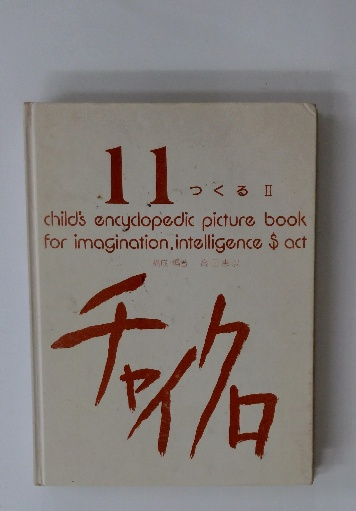 11 つくるⅡ
child's encyclopedic picture book
for imagination, intelligence $ act
チャイクロ